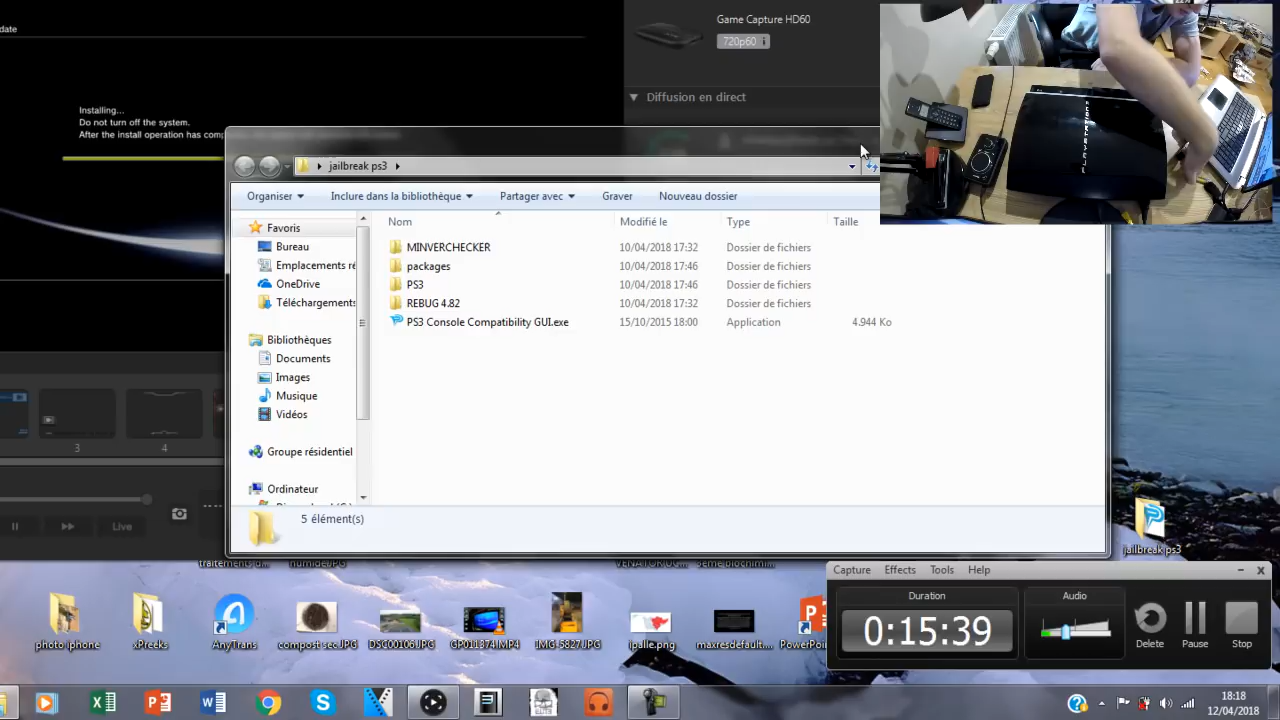 date
Game Capture HD60
720p60 i
Installing...
Do not turn off the system.
After the install operation has comp
Diffusion en direct
jailbreak ps3
Organiser
Inclure dans la bibliothèque
Partager avec
Graver
Nouveau dossier
Nom
Modifié le
Type
Taille
Favoris
Bureau
Emplacements ré
OneDrive
Téléchargements
Bibliothèques
Documents
Images
Musique
Vidéos
Groupe résidentiel
Ordinateur
MINVERCHECKER 10/04/2018 17:32 Dossier de fichiers
packages 10/04/2018 17:46 Dossier de fichiers
PS3 10/04/2018 17:46 Dossier de fichiers
REBUG 4.82 10/04/2018 17:32 Dossier de fichiers
PS3 Console Compatibility GUI.exe 15/10/2015 18:00 Application 4.944 Ko
5 élément(s)
3
4
Live
jailbreak ps3
photo iphone
xPreeks
AnyTrans
compost sec.JPG
DSC00106.JPG
GP011374.MP4
IMG-5827.JPG
ipalle.png
maxresdefault....
PowerPoin
Capture Effects Tools Help
Duration
0:15:39
Audio
Delete
Pause
Stop
18:18
12/04/2018